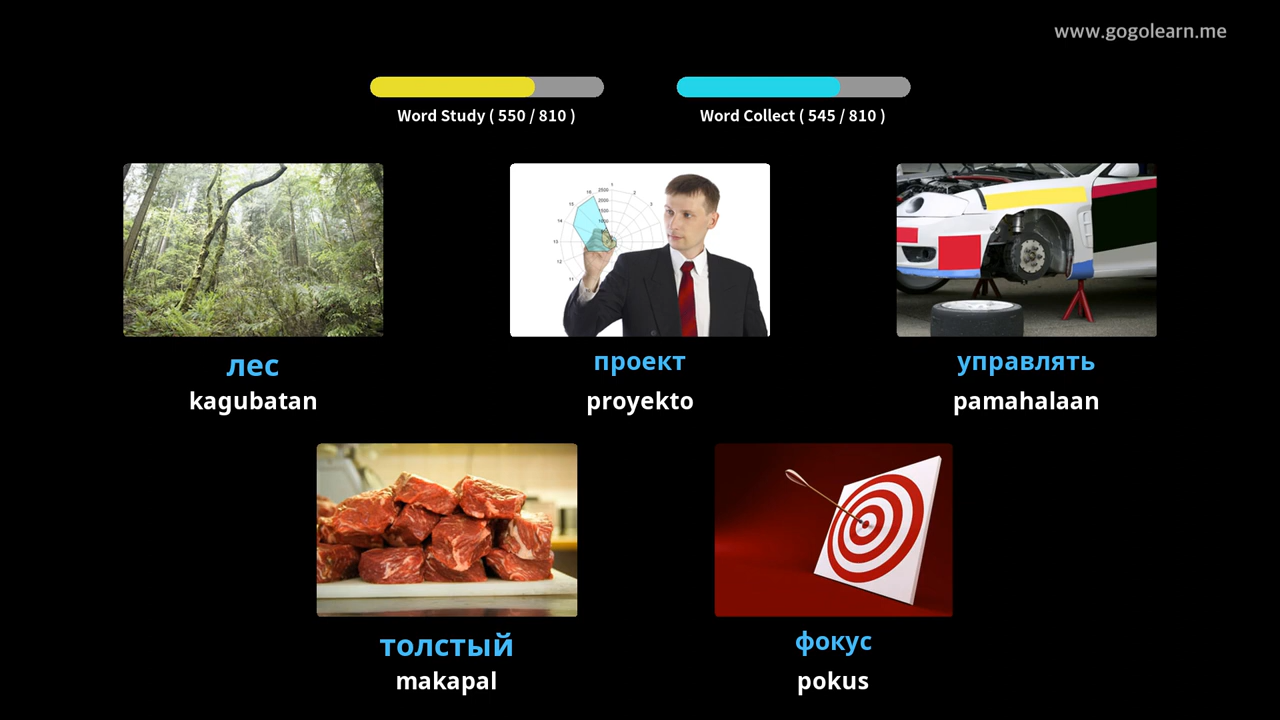 www.gogolearn.me
Word Study ( 550 / 810 )
Word Collect ( 545 / 810 )
лес
kagubatan
проект
proyekto
управлять
pamahalaan
толстый
makapal
фокус
pokus